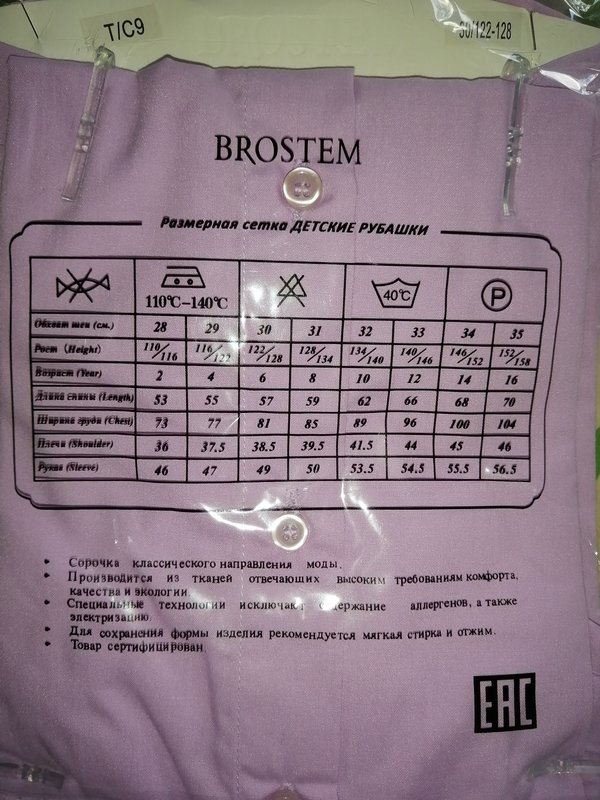 T/C9
30/122-128
BROSTEM
Размерная сетка ДЕТСКИЕ РУБАШКИ
110°C-140°C 40°C P
Обхват шеи (см.) 28 29 30 31 32 33 34 35
Рост (Height) 110/116 116/122 122/128 128/134 134/140 140/146 146/152 152/158
Возраст (Year) 2 4 6 8 10 12 14 16
Длина спины (Length) 53 55 57 59 62 66 68 70
Ширина груди (Chest) 73 77 81 85 89 96 100 104
Плечи (Shoulder) 36 37.5 38.5 39.5 41.5 44 45 46
Рукав (Sleeve) 46 47 49 50 53.5 54.5 55.5 56.5
• Сорочка классического направления моды.
• Производится из тканей отвечающих высоким требованиям комфорта,
качества и экологии.
• Специальные технологии исключают содержание аллергенов, а также
электризацию.
• Для сохранения формы изделия рекомендуется мягкая стирка и отжим.
• Товар сертифицирован
EAC